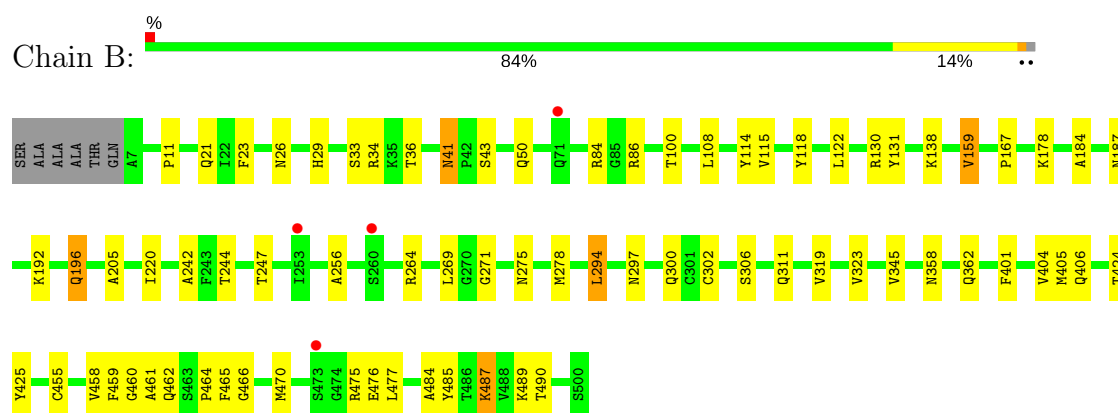 %
Chain B:
84% 14% ••
SER ALA ALA ALA THR GLN A7 P11 Q21 I22 F23 N26 H29 S33 R34 K35 T36 N41 P42 S43 Q50 Q71 R84 G85 R86 T100 L108 Y114 V115 Y118 L122 R130 Y131 K138 V159 P167 K178 A184 N187
K192 Q196 A205 I220 A242 F243 T244 T247 I253 A256 S260 R264 L269 G270 G271 N275 M278 L294 N297 Q300 C301 C302 S306 Q311 V319 V323 V345 N358 Q362 F401 V404 M405 Q406 T424
Y425 C455 V458 F459 G460 A461 Q462 S463 P464 F465 G466 M470 S473 G474 R475 E476 L477 A484 Y485 T486 K487 V488 K489 T490 S500